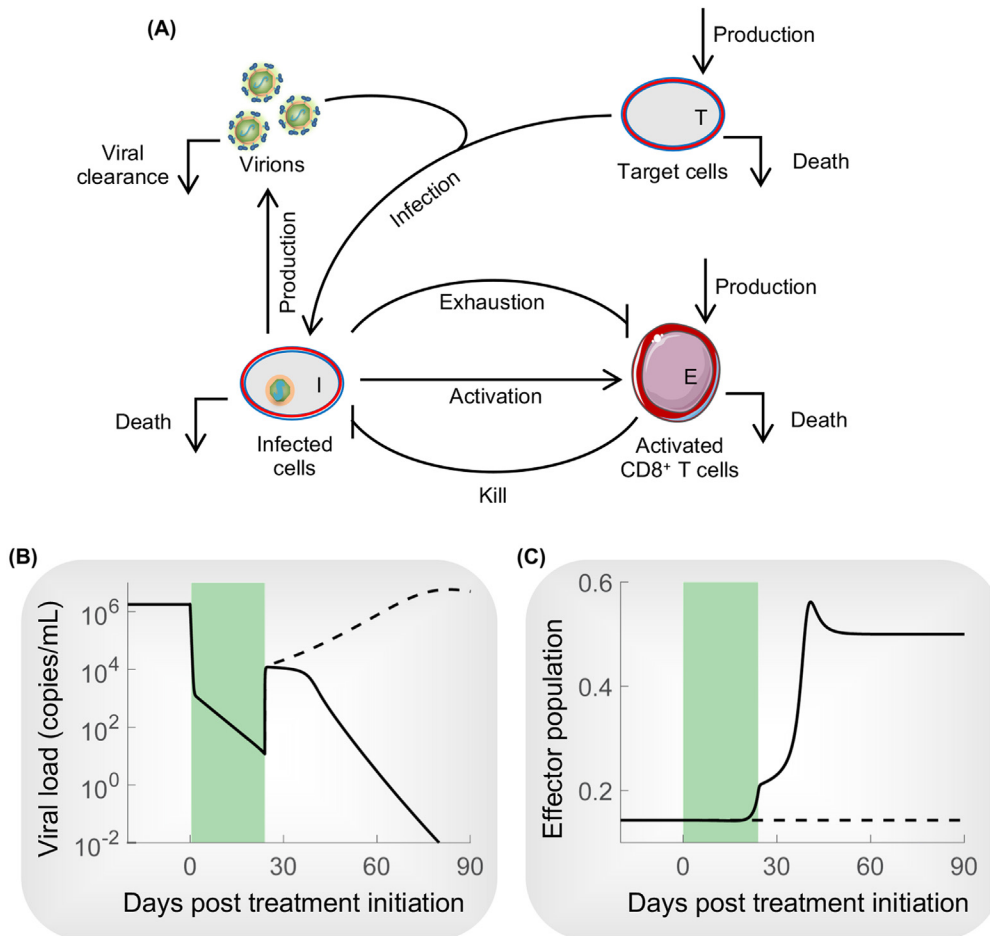 (A)
Production
T
Target cells
Death
Viral
clearance
Virions
Infection
Production
Exhaustion
Production
I
E
Activation
Death
Death
Infected
cells
Activated
CD8⁺ T cells
Kill
(B)
Viral load (copies/mL)
10⁶
10⁴
10²
10⁰
10⁻²
0 30 60 90
Days post treatment initiation
(C)
Effector population
0.6
0.4
0.2
0 30 60 90
Days post treatment initiation